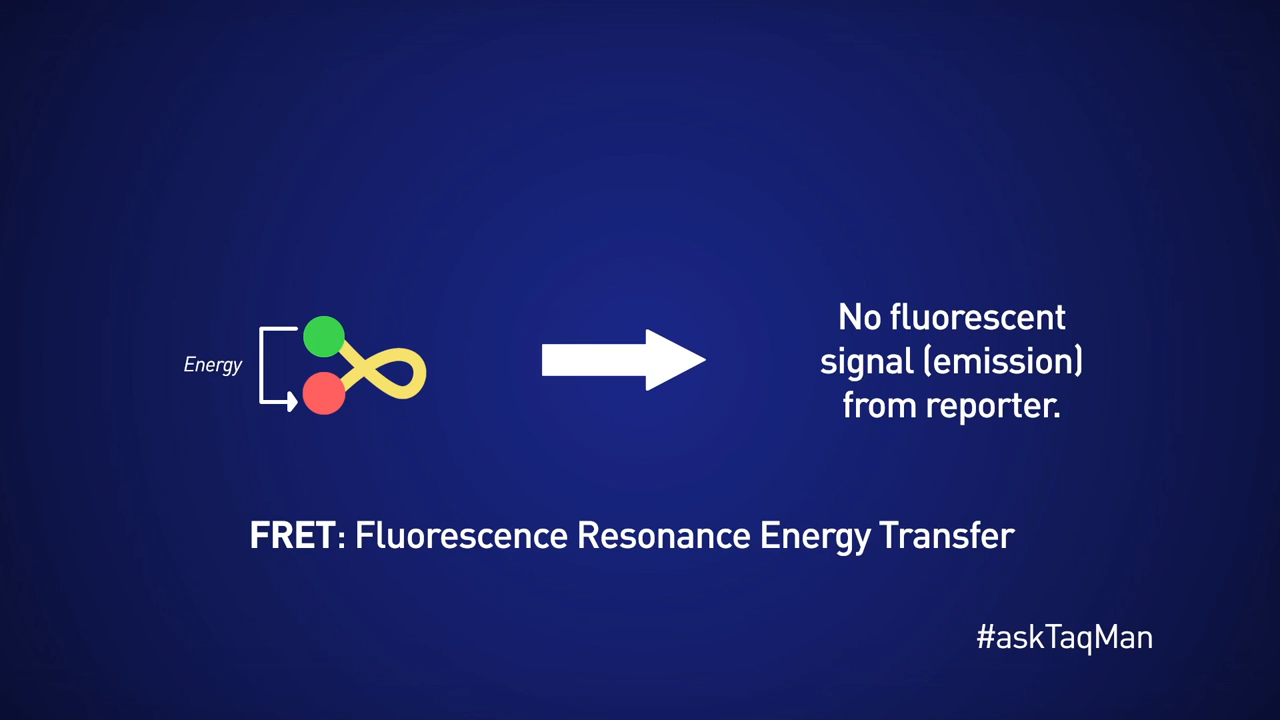 Energy
No fluorescent
signal (emission)
from reporter.
FRET: Fluorescence Resonance Energy Transfer
#askTaqMan